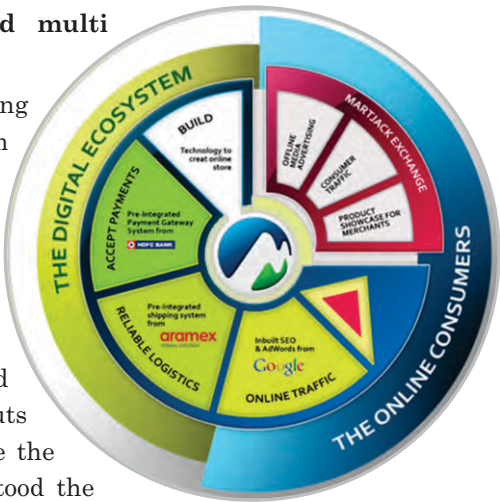 d multi
ing
n
d
uts
e the
tood the
THE DIGITAL ECOSYSTEM
BUILD
Technology to
creat online
store
ACCEPT PAYMENTS
Pre-Integrated
Payment Gateway
System from
HDFC BANK
RELIABLE LOGISTICS
Pre-Integrated
shipping system
from
aramex
Inbuilt SEO
& AdWords from
Google
ONLINE TRAFFIC
MARTJACK EXCHANGE
OFFLINE
MEDIA
ADVERTISING
CONSUMER
TRAFFIC
PRODUCT
SHOWCASE FOR
MERCHANTS
THE ONLINE CONSUMERS